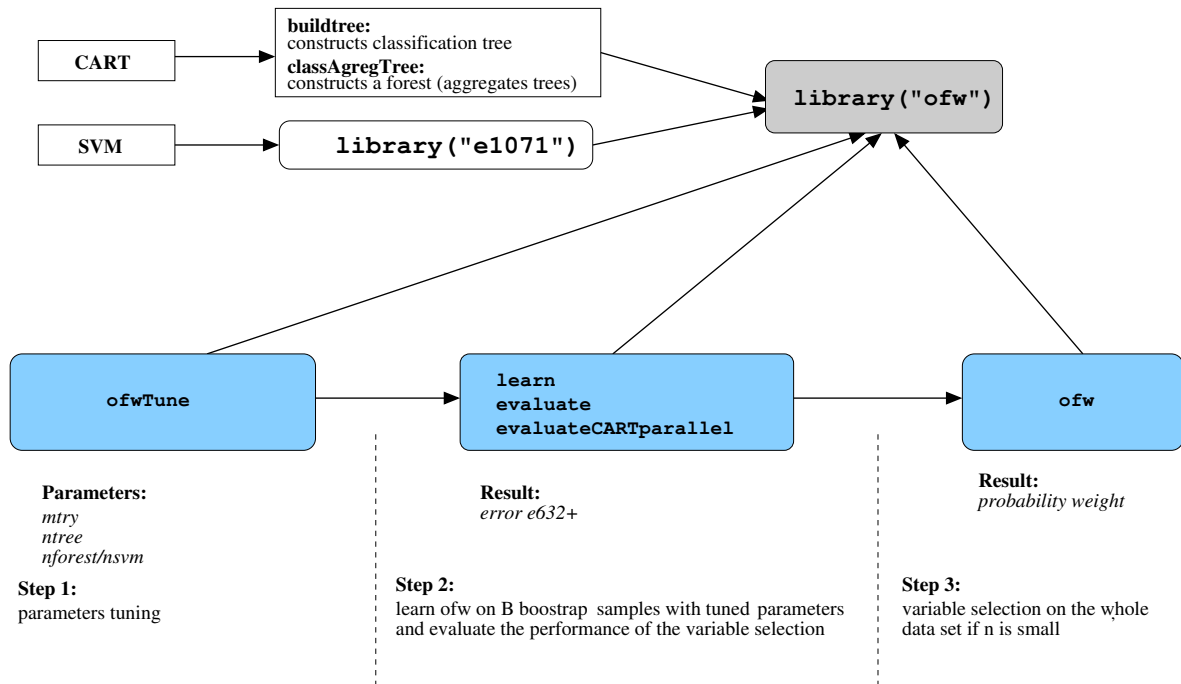 CART
buildtree:
constructs classification tree
classAgregTree:
constructs a forest (aggregates trees)
library("ofw")
SVM
library("e1071")
ofwTune
learn
evaluate
evaluateCARTparallel
ofw
Parameters:
mtry
ntree
nforest/nsvm
Result:
error e632+
Result:
probability weight
Step 1:
parameters tuning
Step 2:
learn ofw on B boostrap samples with tuned parameters
and evaluate the performance of the variable selection
Step 3:
variable selection on the whole
data set if n is small